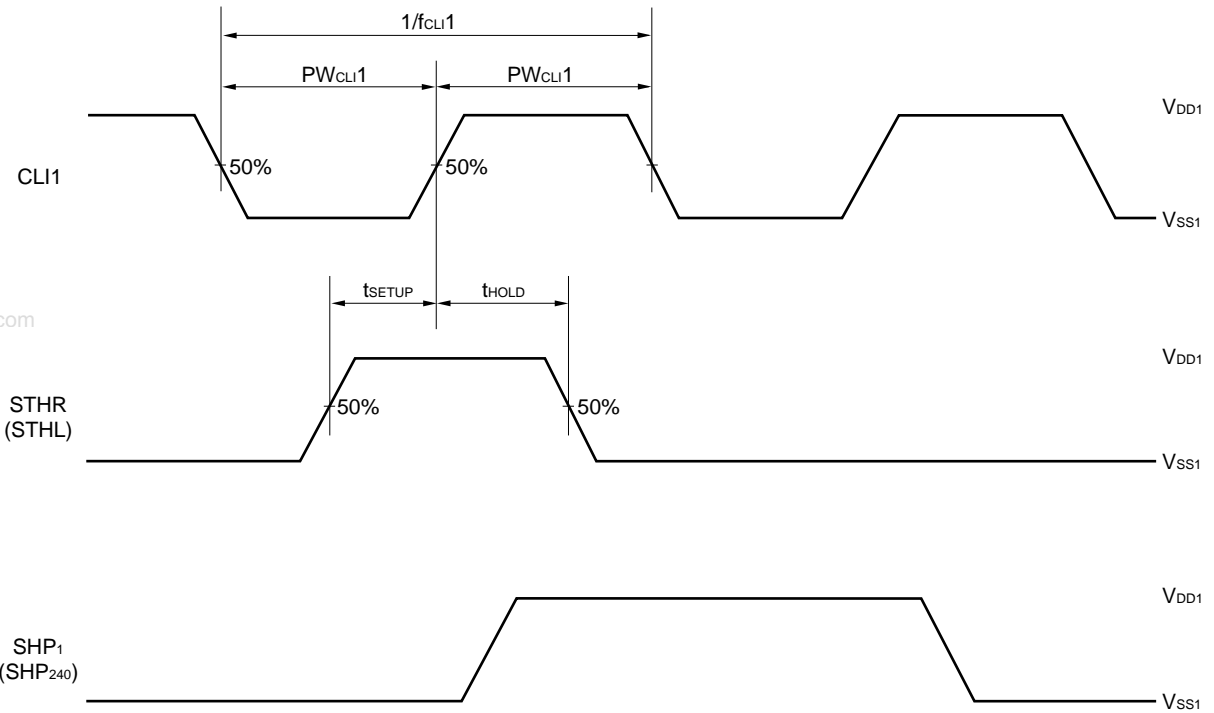 1/fCLI1
PWCLI1 PWCLI1
VDD1
50% 50%
CLI1
VSS1
tSETUP tHOLD
com
VDD1
STHR
(STHL)
50% 50%
VSS1
VDD1
SHP1
(SHP240)
VSS1